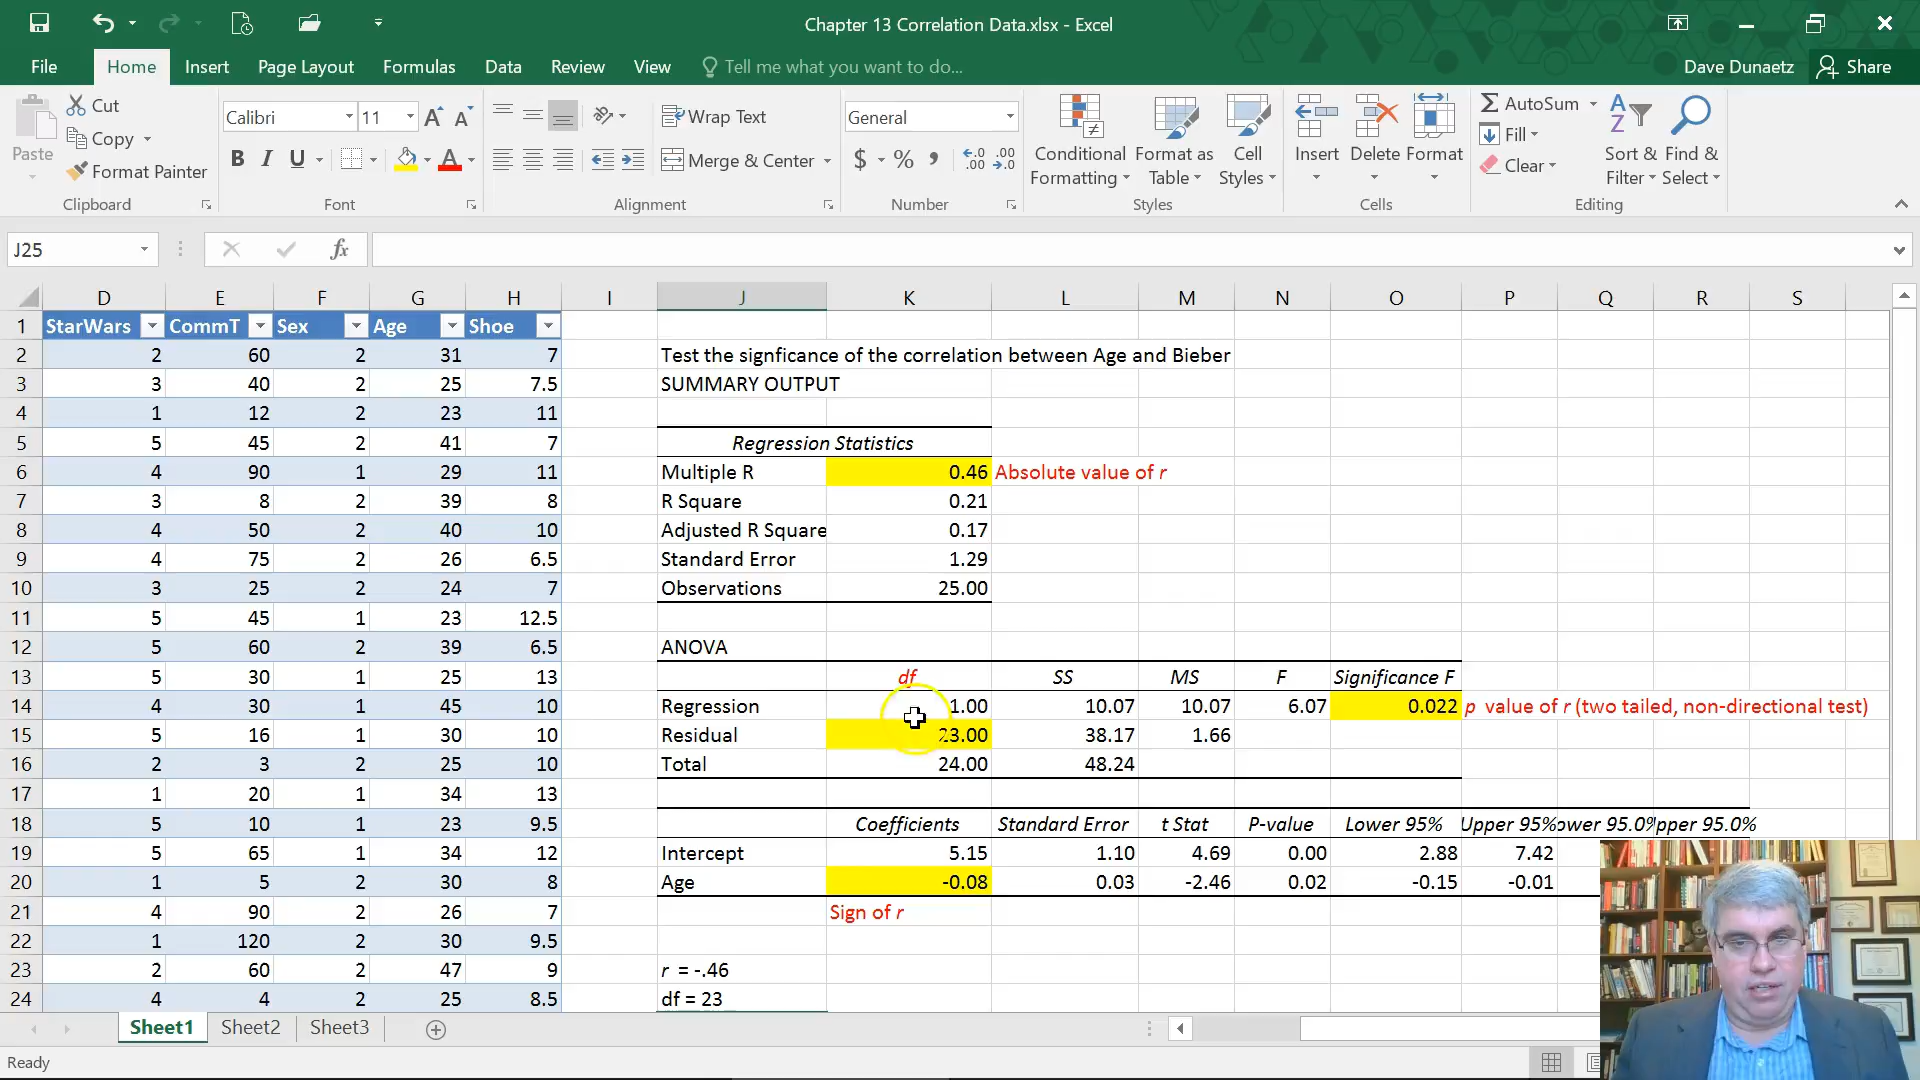 Chapter 13 Correlation Data.xlsx - Excel
File Home Insert Page Layout Formulas Data Review View Tell me what you want to do... Dave Dunaetz Share
Cut
Copy
Format Painter
Paste
Clipboard
Calibri 11
B I U
Font
Wrap Text
Merge & Center
Alignment
General
$ % ,
Number
Conditional Formatting
Format as Table
Cell Styles
Styles
Insert Delete Format
Cells
AutoSum
Fill
Clear
Sort & Filter
Find & Select
Editing
J25 fx
D E F G H I J K L M N O P Q R S
1 StarWars CommT Sex Age Shoe
2 2 60 2 31 7 Test the signficance of the correlation between Age and Bieber
3 3 40 2 25 7.5 SUMMARY OUTPUT
4 1 12 2 23 11
5 5 45 2 41 7 Regression Statistics
6 4 90 1 29 11 Multiple R 0.46 Absolute value of r
7 3 8 2 39 8 R Square 0.21
8 4 50 2 40 10 Adjusted R Square 0.17
9 4 75 2 26 6.5 Standard Error 1.29
10 3 25 2 24 7 Observations 25.00
11 5 45 1 23 12.5
12 5 60 2 39 6.5 ANOVA
13 5 30 1 25 13 df SS MS F Significance F
14 4 30 1 45 10 Regression 1.00 10.07 10.07 6.07 0.022 p value of r (two tailed, non-directional test)
15 5 16 1 30 10 Residual 23.00 38.17 1.66
16 2 3 2 25 10 Total 24.00 48.24
17 1 20 1 34 13
18 5 10 1 23 9.5 Coefficients Standard Error t Stat P-value Lower 95% Upper 95% ower 95.0% pper 95.0%
19 5 65 1 34 12 Intercept 5.15 1.10 4.69 0.00 2.88 7.42
20 1 5 2 30 8 Age -0.08 0.03 -2.46 0.02 -0.15 -0.01
21 4 90 2 26 7 Sign of r
22 1 120 2 30 9.5
23 2 60 2 47 9 r = -.46
24 4 4 2 25 8.5 df = 23
Sheet1 Sheet2 Sheet3
Ready